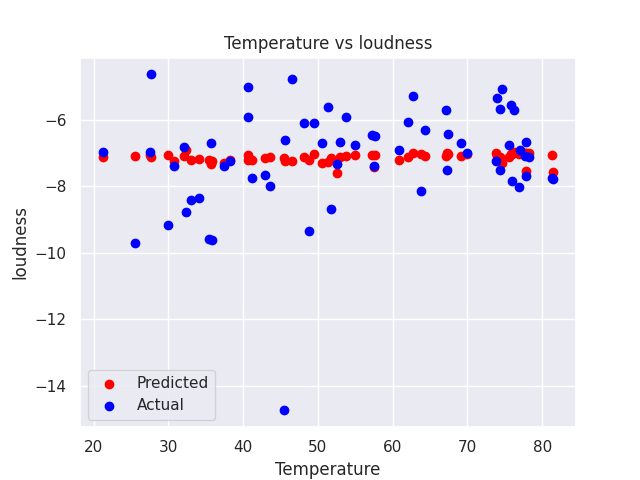 Temperature vs loudness
−6
−8
−10
−12
−14
loudness
Predicted
Actual
20 30 40 50 60 70 80
Temperature